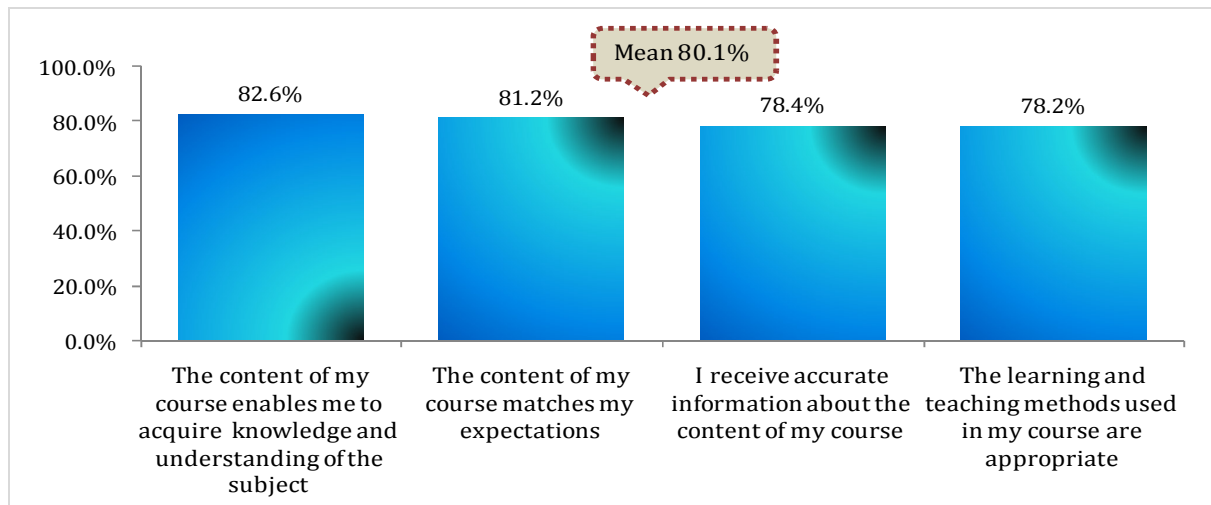 Mean 80.1%
100.0%
80.0%
60.0%
40.0%
20.0%
0.0%
82.6%
81.2%
78.4%
78.2%
The content of my
course enables me to
acquire knowledge and
understanding of the
subject
The content of my
course matches my
expectations
I receive accurate
information about the
content of my course
The learning and
teaching methods used
in my course are
appropriate